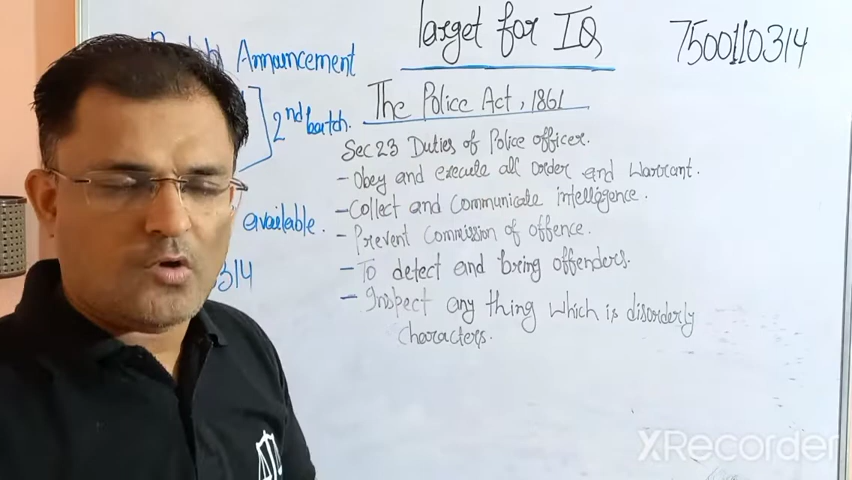 Target for IQ
7500110314
Announcement
2nd batch.
available.
314
The Police Act, 1861
Sec 23 Duties of Police officer.
- Obey and execute all order and Warrant.
- Collect and Communicate intellegence.
- Prevent Commission of offence.
- To detect and bring offenders.
- Inspect any thing which is disorderly
characters.
XRecorder